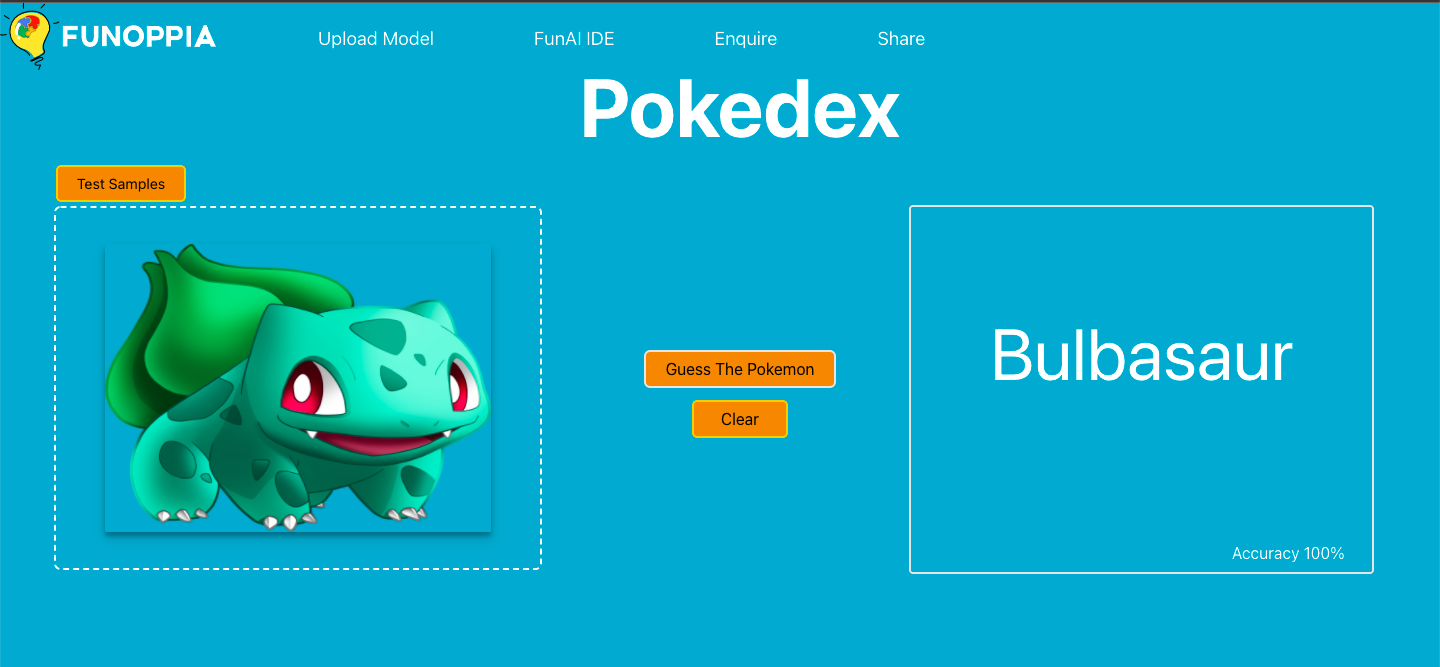 FUNOPPIA
Upload Model
FunAI IDE
Enquire
Share
Pokedex
Test Samples
Guess The Pokemon
Clear
Bulbasaur
Accuracy 100%